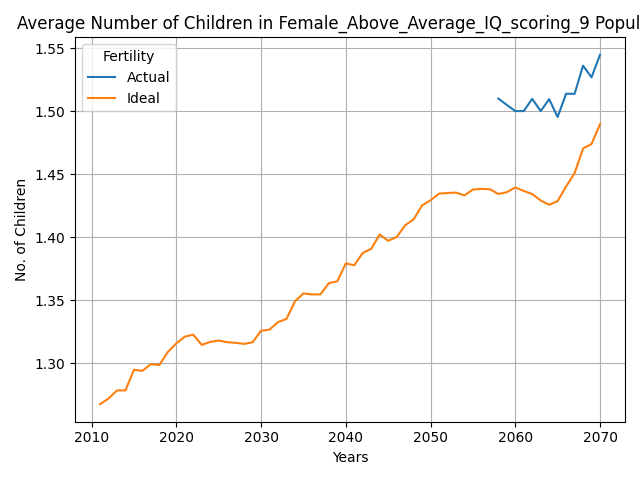 Average Number of Children in Female_Above_Average_IQ_scoring_9 Popul
Fertility
Actual
Ideal
No. of Children
1.55
1.50
1.45
1.40
1.35
1.30
2010 2020 2030 2040 2050 2060 2070
Years